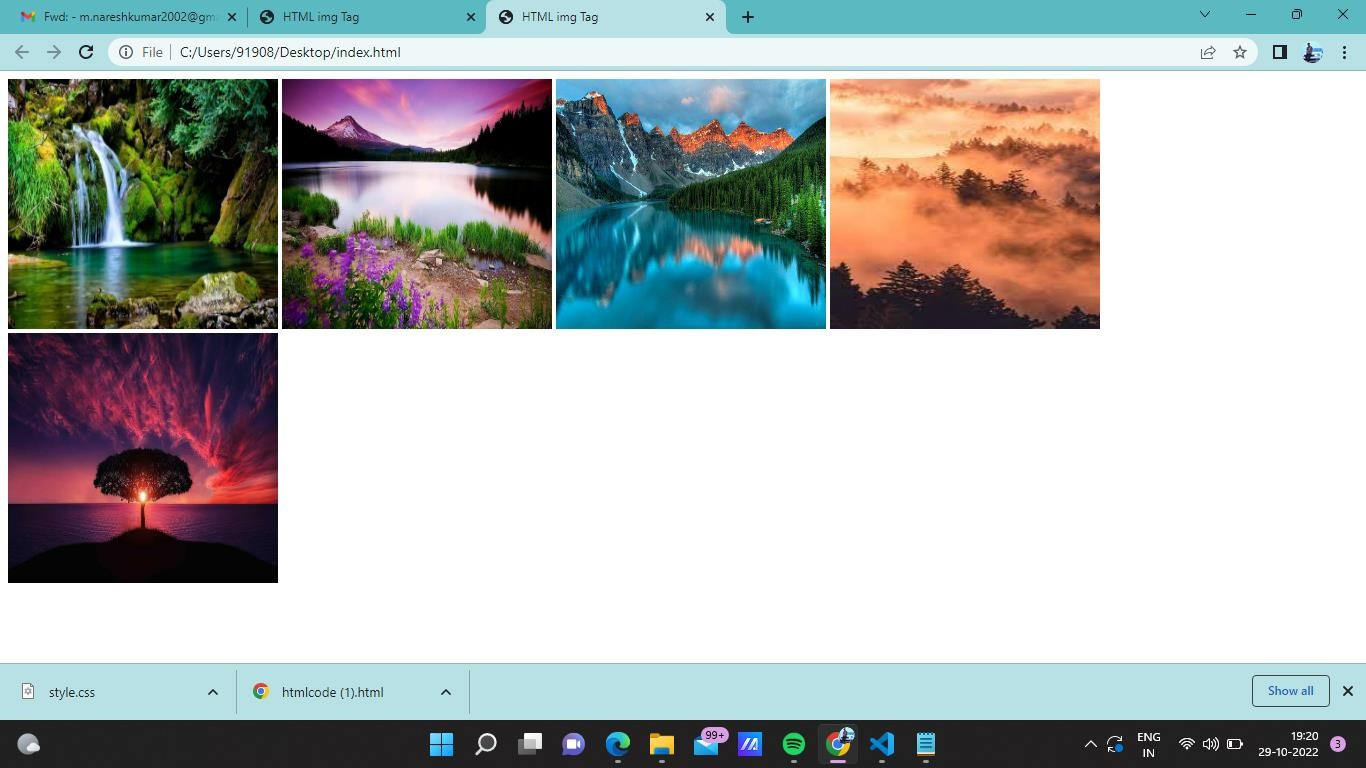 Fwd: - m.nareshkumar2002@gm
HTML img Tag
HTML img Tag
File
C:/Users/91908/Desktop/index.html
style.css
htmlcode (1).html
Show all
99+
ENG
IN
19:20
29-10-2022
3